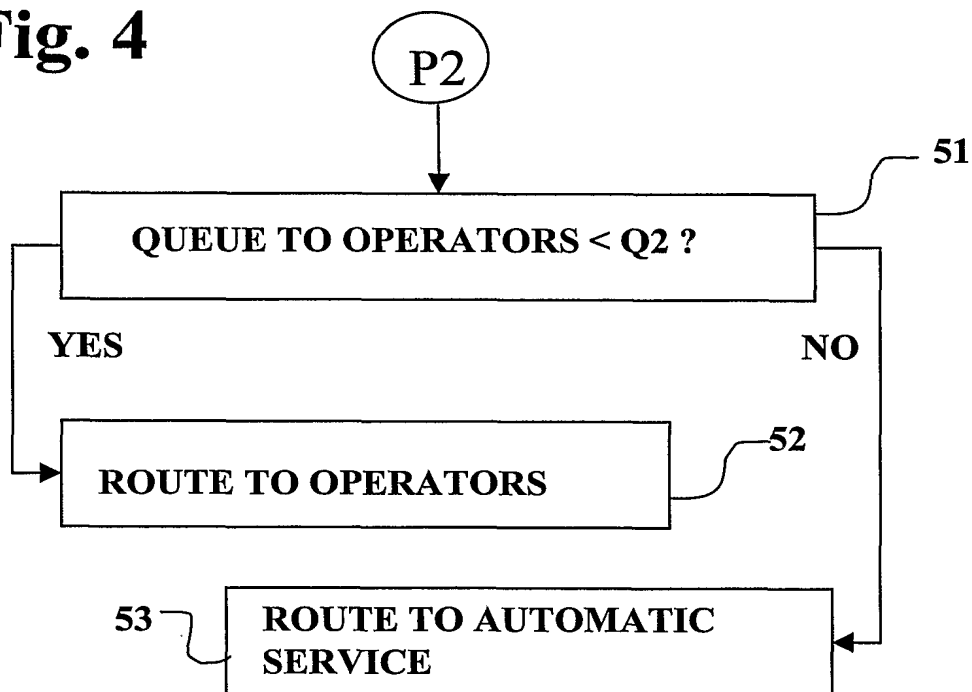 Fig. 4
P2
51
QUEUE TO OPERATORS < Q2 ?
YES
NO
52
ROUTE TO OPERATORS
53
ROUTE TO AUTOMATIC
SERVICE